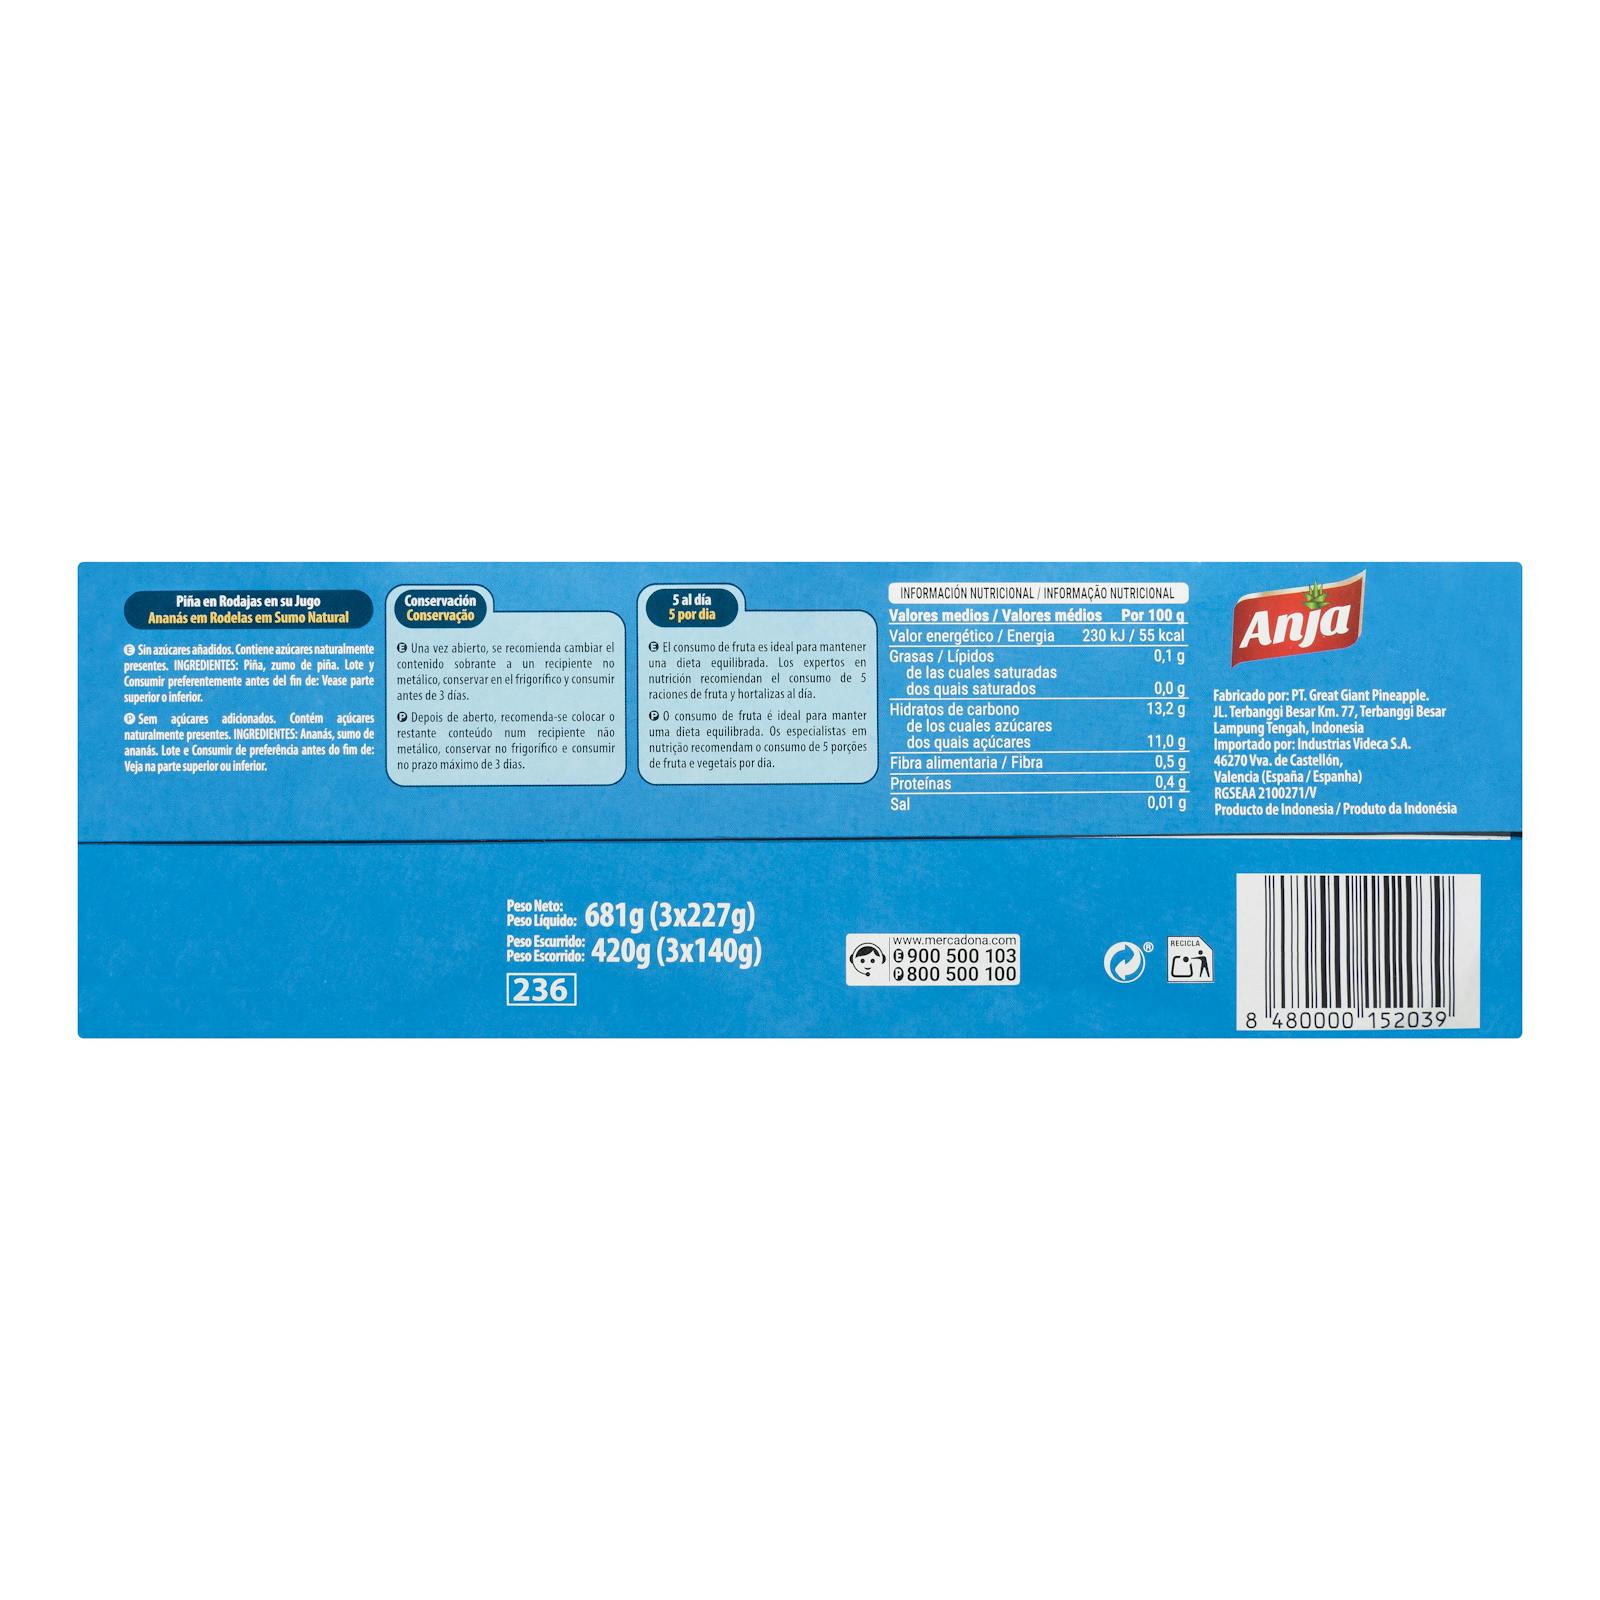 Piña en Rodajas en su Jugo
Ananás em Rodelas em Sumo Natural
E Sin azúcares añadidos. Contiene azúcares naturalmente
presentes. INGREDIENTES: Piña, zumo de piña. Lote y
Consumir preferentemente antes del fin de: Vease parte
superior o inferior.
P Sem açúcares adicionados. Contém açúcares
naturalmente presentes. INGREDIENTES: Ananás, sumo de
ananás. Lote e Consumir de preferência antes do fim de:
Veja na parte superior ou inferior.
Conservación
Conservação
E Una vez abierto, se recomienda cambiar el
contenido sobrante a un recipiente no
metálico, conservar en el frigorífico y consumir
antes de 3 días.
P Depois de aberto, recomenda-se colocar o
restante conteúdo num recipiente não
metálico, conservar no frigorífico e consumir
no prazo máximo de 3 dias.
5 al día
5 por dia
E El consumo de fruta es ideal para mantener
una dieta equilibrada. Los expertos en
nutrición recomiendan el consumo de 5
raciones de fruta y hortalizas al día.
P O consumo de fruta é ideal para manter
uma dieta equilibrada. Os especialistas em
nutrição recomendam o consumo de 5 porções
de fruta e vegetais por dia.
INFORMACIÓN NUTRICIONAL / INFORMAÇÃO NUTRICIONAL
Valores medios / Valores médios Por 100 g
Valor energético / Energia 230 kJ / 55 kcal
Grasas / Lípidos 0,1 g
de las cuales saturadas
dos quais saturados 0,0 g
Hidratos de carbono 13,2 g
de los cuales azúcares
dos quais açúcares 11,0 g
Fibra alimentaria / Fibra 0,5 g
Proteínas 0,4 g
Sal 0,01 g
Anja
Fabricado por: PT. Great Giant Pineapple.
JL. Terbanggi Besar Km. 77, Terbanggi Besar
Lampung Tengah, Indonesia
Importado por: Industrias Videca S.A.
46270 Vva. de Castellón,
Valencia (España / Espanha)
RGSEAA 2100271/V
Producto de Indonesia / Produto da Indonésia
Peso Neto:
Peso Líquido: 681g (3x227g)
Peso Escurrido:
Peso Escorrido: 420g (3x140g)
236
www.mercadona.com
E 900 500 103
P 800 500 100
®
RECICLA
8 480000 152039